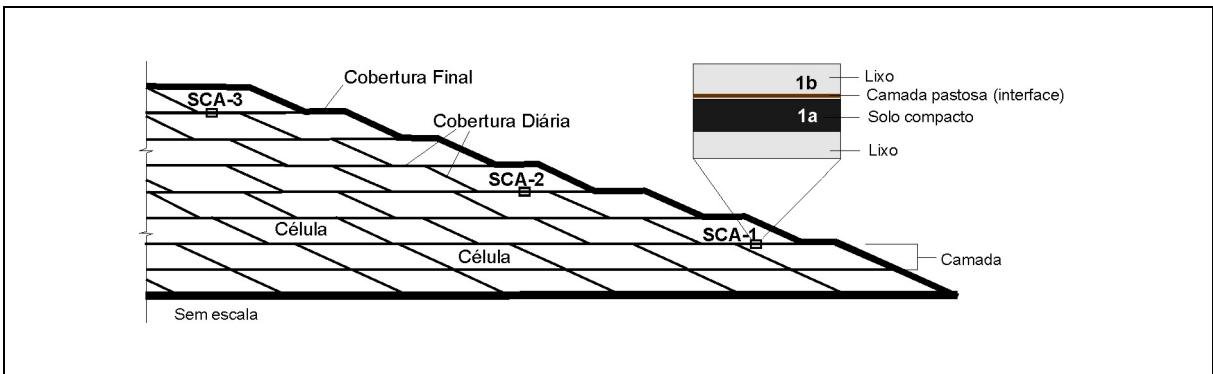 Cobertura Final
SCA-3
Cobertura Diária
SCA-2
Célula
SCA-1
Célula
Camada
Sem escala
1b
Lixo
Camada pastosa (interface)
1a
Solo compacto
Lixo